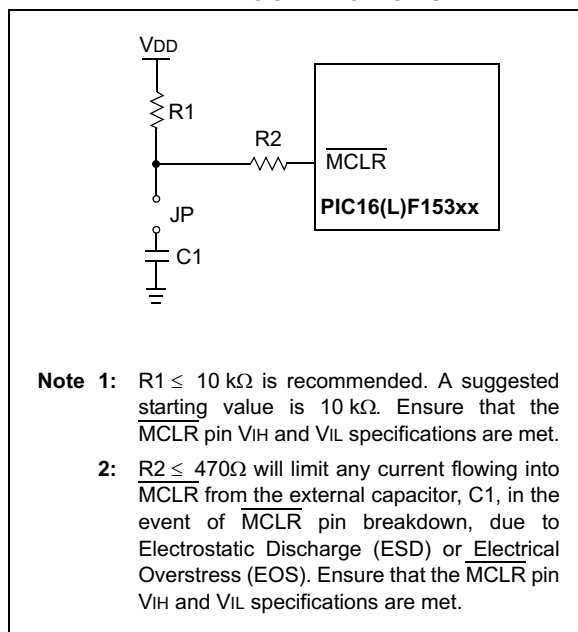 VDD
R1
R2
MCLR
PIC16(L)F153xx
JP
C1
Note 1: R1 ≤ 10 kΩ is recommended. A suggested
starting value is 10 kΩ. Ensure that the
MCLR pin VIH and VIL specifications are met.
2: R2 ≤ 470Ω will limit any current flowing into
MCLR from the external capacitor, C1, in the
event of MCLR pin breakdown, due to
Electrostatic Discharge (ESD) or Electrical
Overstress (EOS). Ensure that the MCLR pin
VIH and VIL specifications are met.